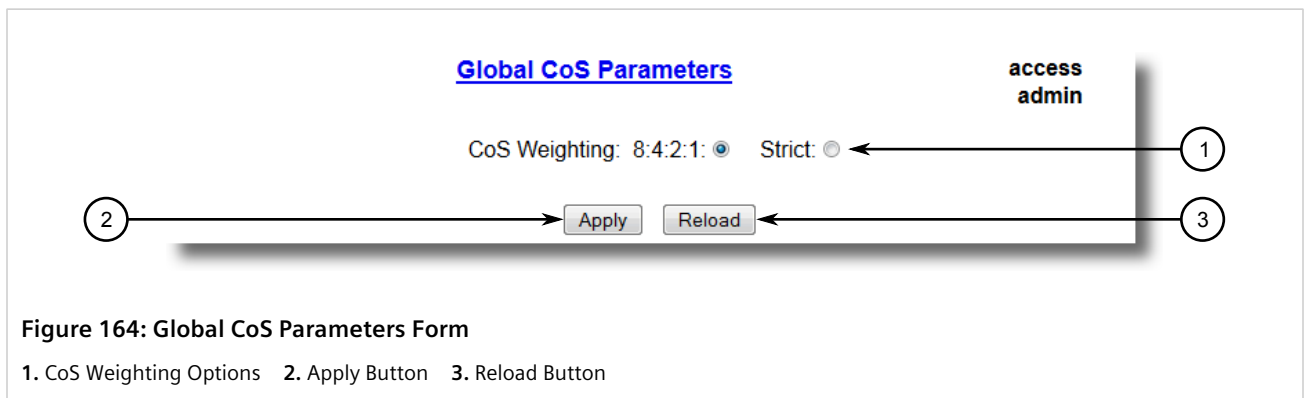 Global CoS Parameters
access
admin
CoS Weighting: 8:4:2:1: Strict:
1
2
Apply Reload
3
Figure 164: Global CoS Parameters Form
1. CoS Weighting Options 2. Apply Button 3. Reload Button